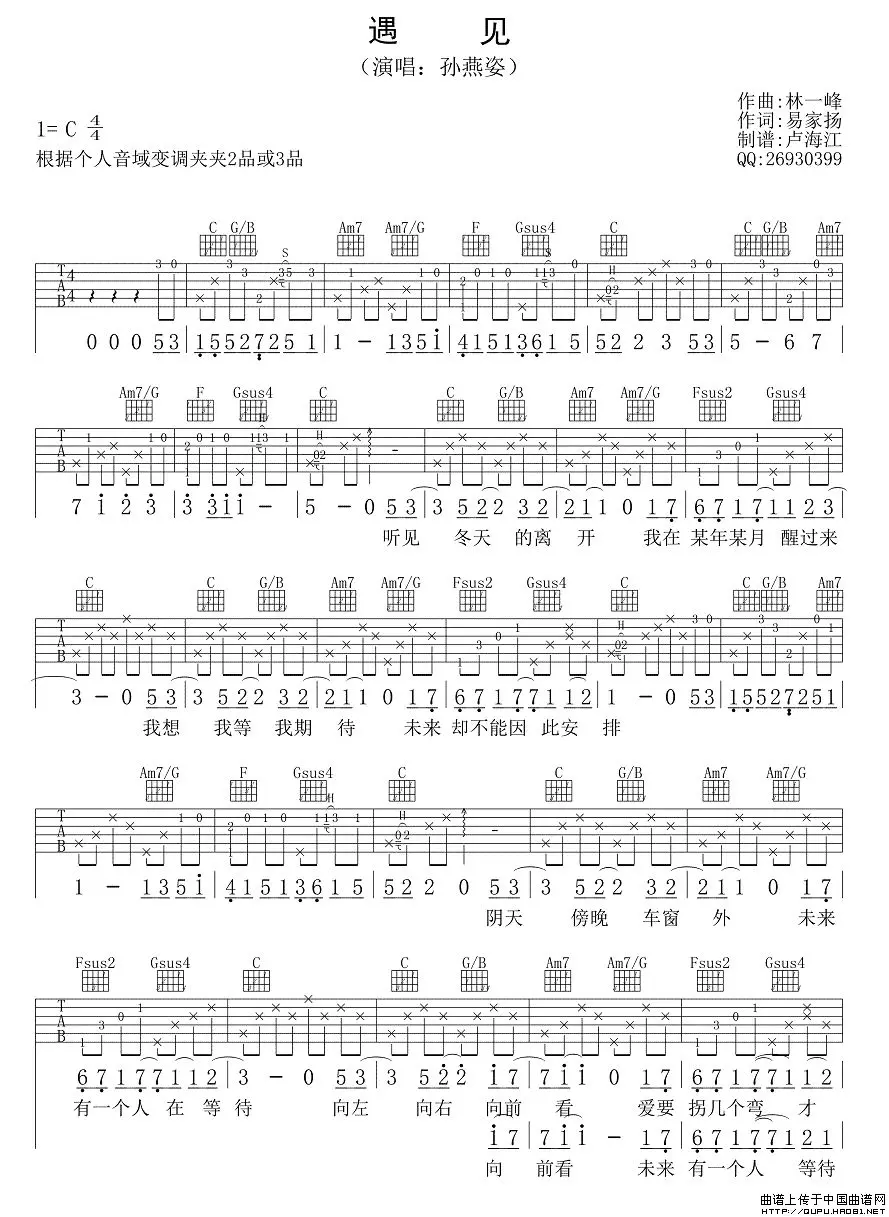 遇 见
（演唱：孙燕姿）
作曲:林一峰
1= C 4/4
作词:易家扬
制谱:卢海江
根据个人音域变调夹夹2品或3品
QQ:26930399
C G/B Am7 Am7/G F Gsus4 C C G/B Am7
T A B 4 4
0 0 0 5 3 | 1 5 5 2 7 2 5 1 | 1 - 1 3 5 i | 4 1 5 1 3 6 1 5 | 5 2 2 3 5 3 | 5 - 6 7
Am7/G F Gsus4 C C G/B Am7 Am7/G Fsus2 Gsus4
T A B
7 i 2 3 | 3 3 i i - | 5 - 0 5 3 | 3 5 2 2 3 2 | 2 1 1 0 1 7 | 6 7 1 7 1 1 2 3
听见 冬天 的离 开 我在 某年某月 醒过来
C C G/B Am7 Am7/G Fsus2 Gsus4 C C G/B Am7
T A B
3 - 0 5 3 | 3 5 2 2 3 2 | 2 1 1 0 1 7 | 6 7 1 7 7 1 1 2 | 1 - 0 5 3 | 1 5 5 2 7 2 5 1
我想 我等 我期 待 未来 却不能因 此安 排
Am7/G F Gsus4 C C G/B Am7 Am7/G
T A B
1 - 1 3 5 i | 4 1 5 1 3 6 1 5 | 5 2 2 0 5 3 | 3 5 2 2 3 2 | 2 1 1 0 1 7
阴天 傍晚 车窗 外 未来
Fsus2 Gsus4 C C G/B Am7 Am7/G Fsus2 Gsus4
T A B
6 7 1 7 7 1 1 2 | 3 - 0 5 3 | 3 5 2 2 i 7 | 7 i i 0 1 7 | 6 7 1 7 7 1 1 2
有一个人 在 等 待 向左 向右 向前 看 爱要 拐几个弯 才
i 7 | 7 i i - 1 7 | 6 7 1 7 7 1 2 1
向 前看 未来 有一个人 等待
曲谱上传于中国曲谱网
HTTP://QUPU.HAO81.NET